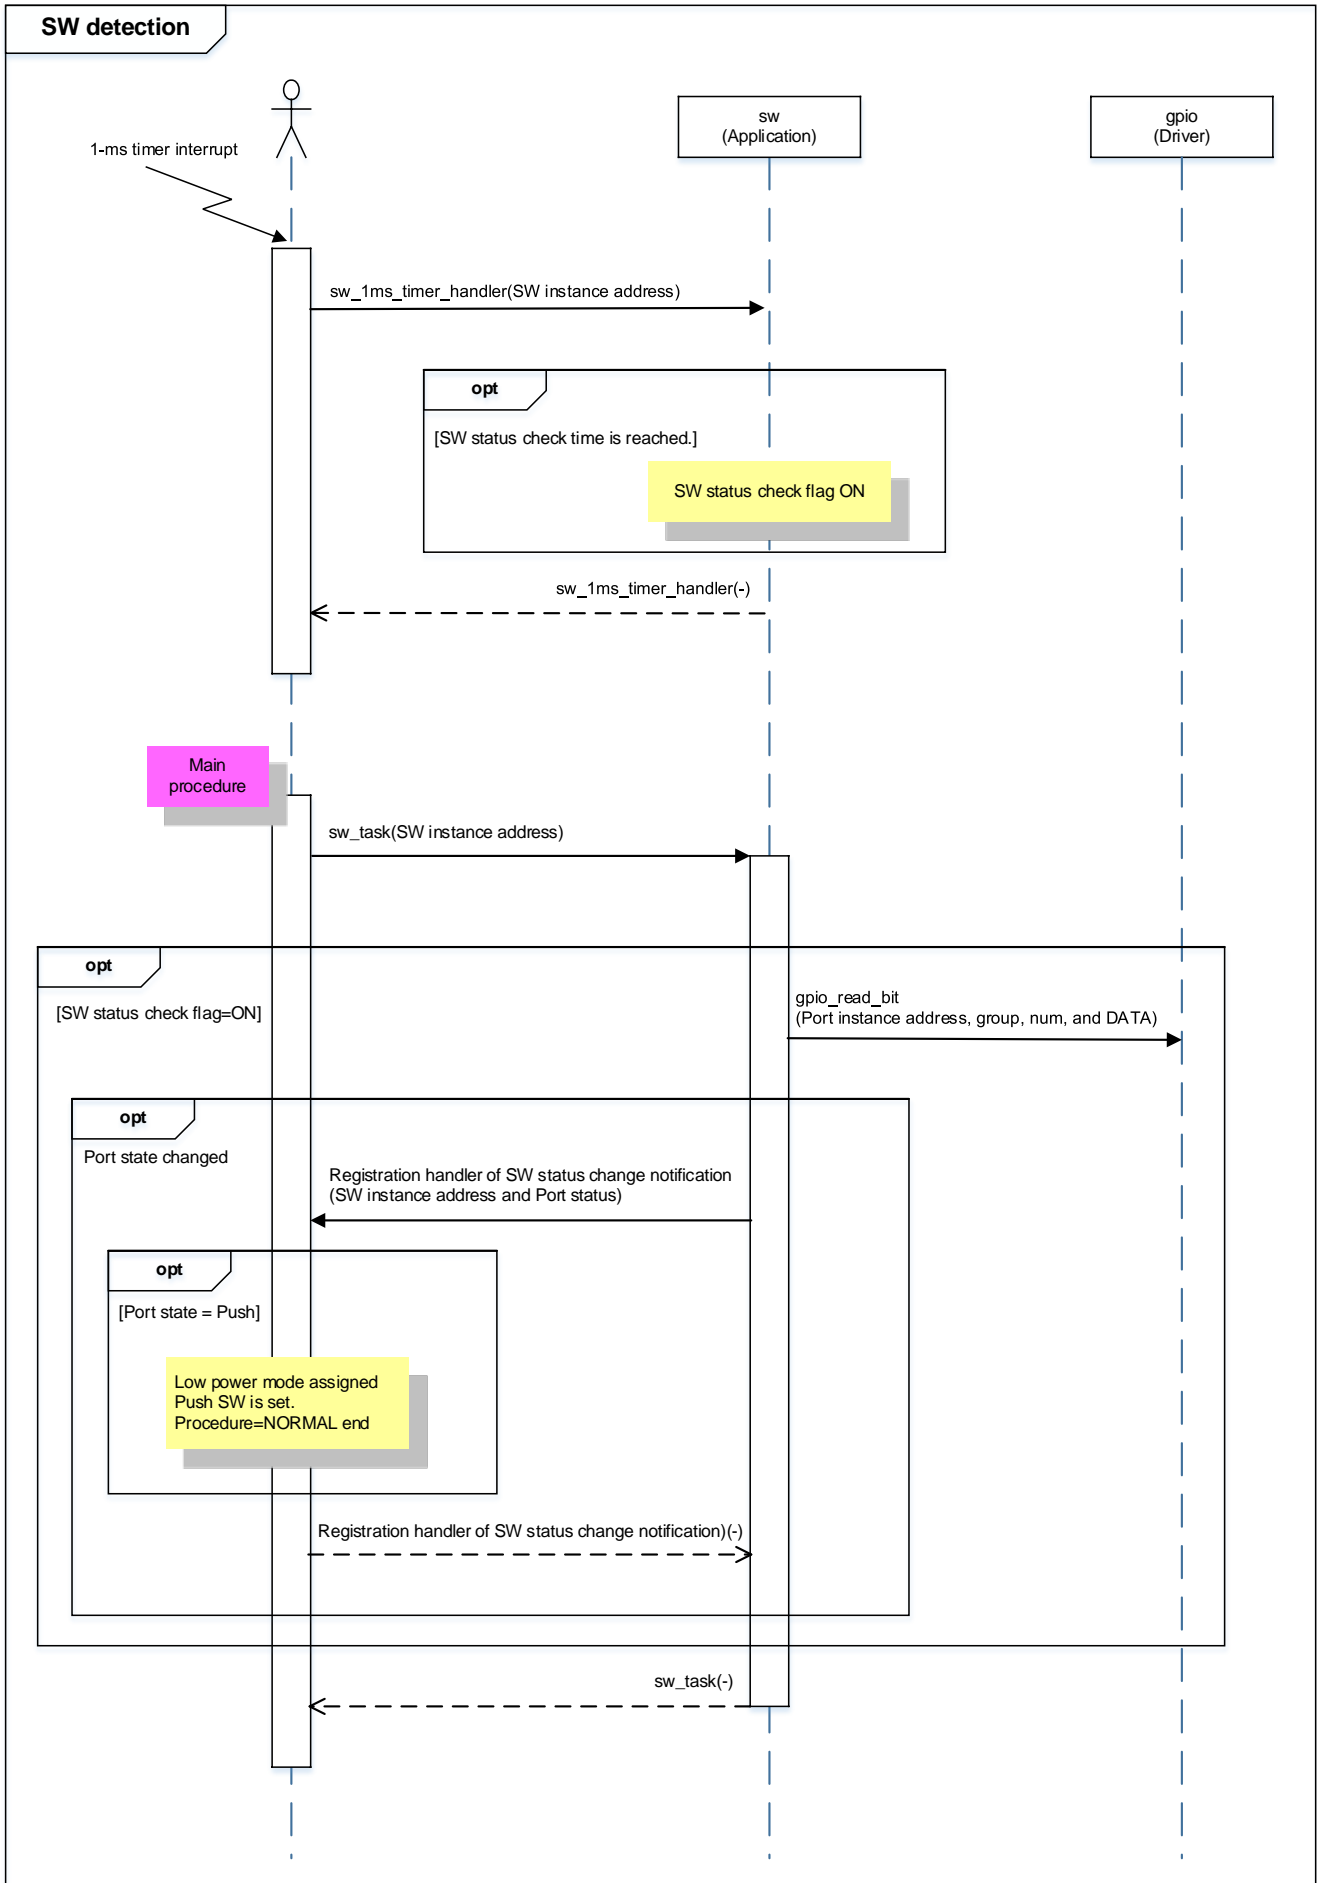 SW detection
1-ms timer interrupt
sw
(Application)
gpio
(Driver)
sw_1ms_timer_handler(SW instance address)
opt
[SW status check time is reached.]
SW status check flag ON
sw_1ms_timer_handler(-)
Main
procedure
sw_task(SW instance address)
opt
[SW status check flag=ON]
gpio_read_bit
(Port instance address, group, num, and DATA)
opt
Port state changed
Registration handler of SW status change notification
(SW instance address and Port status)
opt
[Port state = Push]
Low power mode assigned
Push SW is set.
Procedure=NORMAL end
Registration handler of SW status change notification)(-)
sw_task(-)